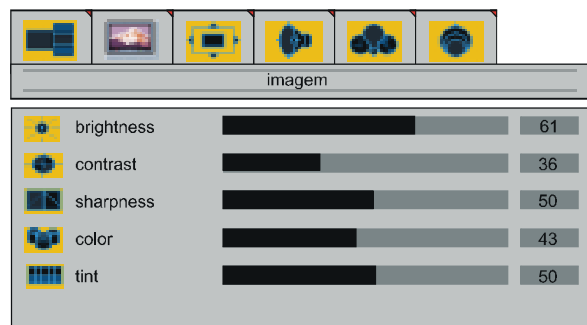 imagem
brightness 61
contrast 36
sharpness 50
color 43
tint 50